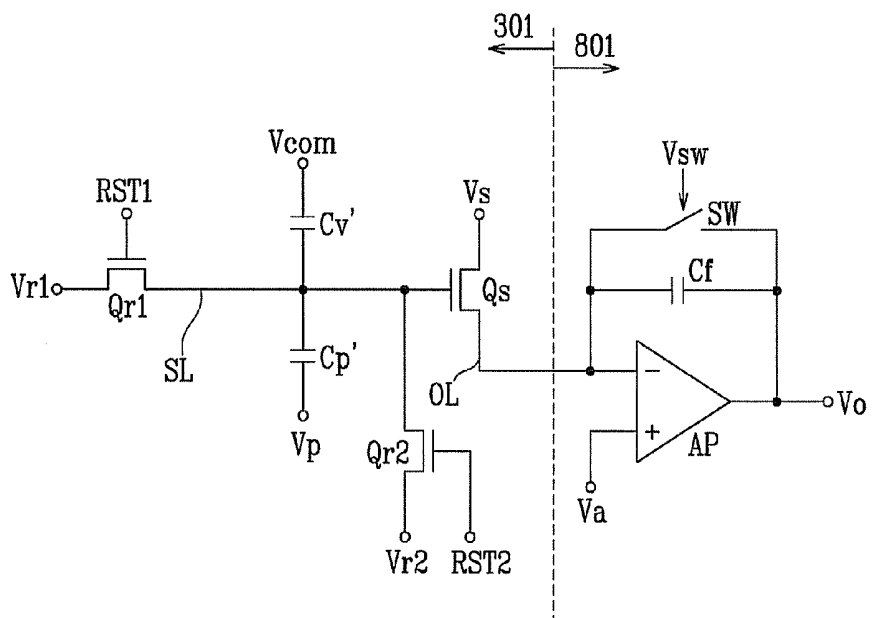 301
801
Vcom
Vsw
RST1
Vs
SW
Cv'
Cf
Vr1
Qr1
Qs
SL
Cp'
OL
−
Vo
Vp
Qr2
+
AP
Va
Vr2
RST2